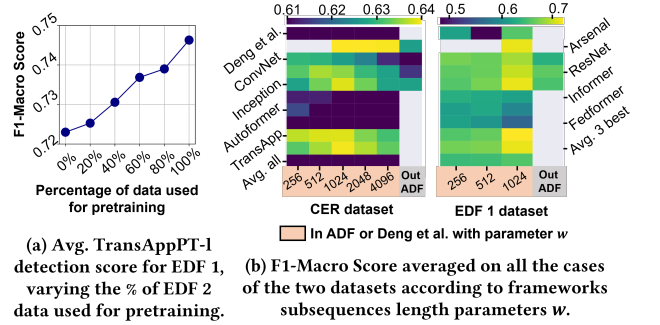 0.75
0.74
0.73
0.72
F1-Macro Score
0% 20% 40% 60% 80% 100%
Percentage of data used
for pretraining
(a) Avg. TransAppPT-l
detection score for EDF 1,
varying the % of EDF 2
data used for pretraining.
0.61 0.62 0.63 0.64
Deng et al.
ConvNet
Inception
Autoformer
TransApp
Avg. all
256 512 1024 2048 4096 Out
ADF
CER dataset
0.5 0.6 0.7
Arsenal
ResNet
Informer
Fedformer
Avg. 3 best
256 512 1024 Out
ADF
EDF 1 dataset
In ADF or Deng et al. with parameter w
(b) F1-Macro Score averaged on all the cases
of the two datasets according to frameworks
subsequences length parameters w.